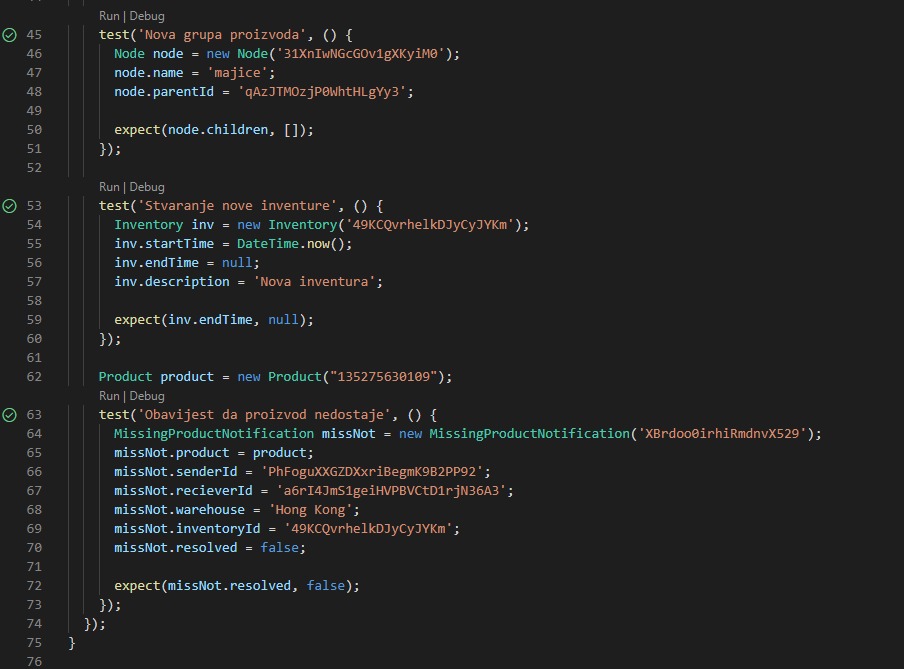 Run | Debug
45 test('Nova grupa proizvoda', () {
46 Node node = new Node('31XnIwNGcGOv1gXKyiM0');
47 node.name = 'majice';
48 node.parentId = 'qAzJTMOzjP0WhtHLgYy3';
49
50 expect(node.children, []);
51 });
52
Run | Debug
53 test('Stvaranje nove inventure', () {
54 Inventory inv = new Inventory('49KCQvrhelkDJyCyJYKm');
55 inv.startTime = DateTime.now();
56 inv.endTime = null;
57 inv.description = 'Nova inventura';
58
59 expect(inv.endTime, null);
60 });
61
62 Product product = new Product("135275630109");
Run | Debug
63 test('Obavijest da proizvod nedostaje', () {
64 MissingProductNotification missNot = new MissingProductNotification('XBrdoo0irhiRmdnvX529');
65 missNot.product = product;
66 missNot.senderId = 'PhFoguXXGZDXxriBegmK9B2PP92';
67 missNot.recieverId = 'a6rI4JmS1geiHVPBVCtD1rjN36A3';
68 missNot.warehouse = 'Hong Kong';
69 missNot.inventoryId = '49KCQvrhelkDJyCyJYKm';
70 missNot.resolved = false;
71
72 expect(missNot.resolved, false);
73 });
74 });
75 }
76